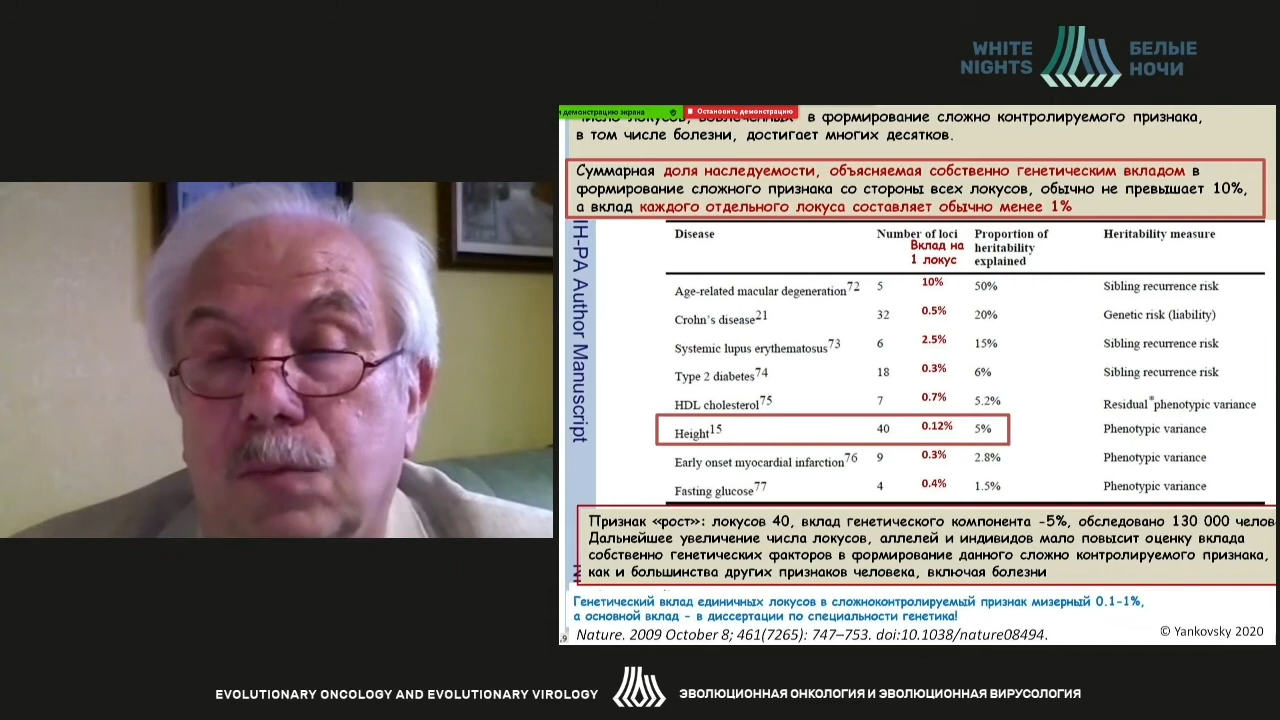 WHITE NIGHTS
БЕЛЫЕ НОЧИ
демонстрацию экрана
Остановить демонстрацию
в формирование сложно контролируемого признака,
в том числе болезни, достигает многих десятков.
Суммарная доля наследуемости, объясняемая собственно генетическим вкладом в
формирование сложного признака со стороны всех локусов, обычно не превышает 10%,
а вклад каждого отдельного локуса составляет обычно менее 1%
IH-PA Author Manuscript
Disease Number of loci Вклад на 1 локус Proportion of heritability explained Heritability measure
Age-related macular degeneration72 5 10% 50% Sibling recurrence risk
Crohn's disease21 32 0.5% 20% Genetic risk (liability)
Systemic lupus erythematosus73 6 2.5% 15% Sibling recurrence risk
Type 2 diabetes74 18 0.3% 6% Sibling recurrence risk
HDL cholesterol75 7 0.7% 5.2% Residual*phenotypic variance
Height15 40 0.12% 5% Phenotypic variance
Early onset myocardial infarction76 9 0.3% 2.8% Phenotypic variance
Fasting glucose77 4 0.4% 1.5% Phenotypic variance
Признак «рост»: локусов 40, вклад генетического компонента -5%, обследовано 130 000 челов
Дальнейшее увеличение числа локусов, аллелей и индивидов мало повысит оценку вклада
собственно генетических факторов в формирование данного сложно контролируемого признака,
как и большинства других признаков человека, включая болезни
Генетический вклад единичных локусов в сложноконтролируемый признак мизерный 0.1-1%,
а основной вклад - в диссертации по специальности генетика!
Nature. 2009 October 8; 461(7265): 747–753. doi:10.1038/nature08494.
© Yankovsky 2020
EVOLUTIONARY ONCOLOGY AND EVOLUTIONARY VIROLOGY
ЭВОЛЮЦИОННАЯ ОНКОЛОГИЯ И ЭВОЛЮЦИОННАЯ ВИРУСОЛОГИЯ